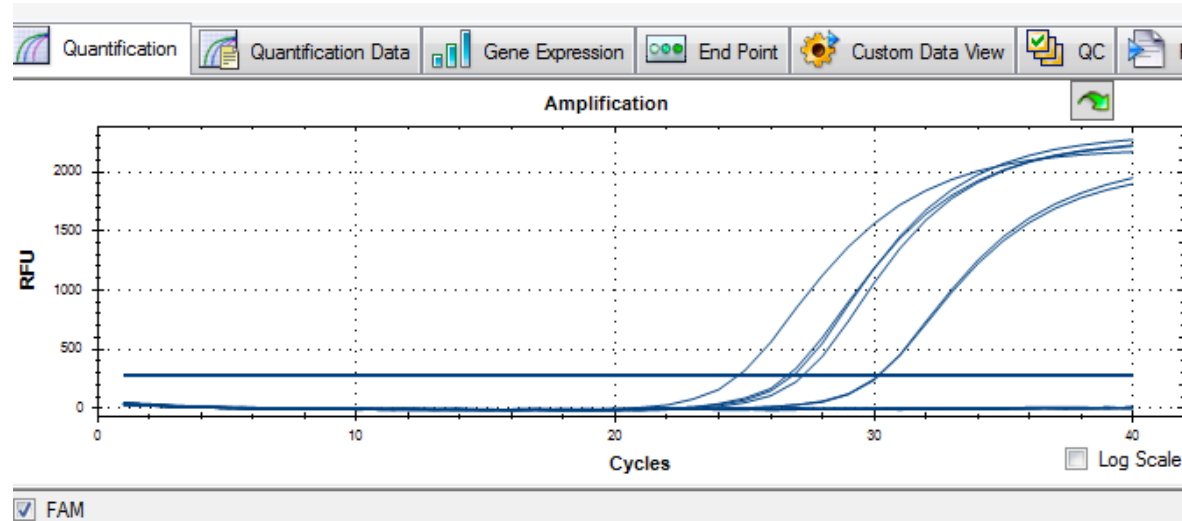 Quantification Quantification Data Gene Expression End Point Custom Data View QC
Amplification
2000
1500
1000
500
0
RFU
0 10 20 30 40
Cycles
Log Scale
FAM